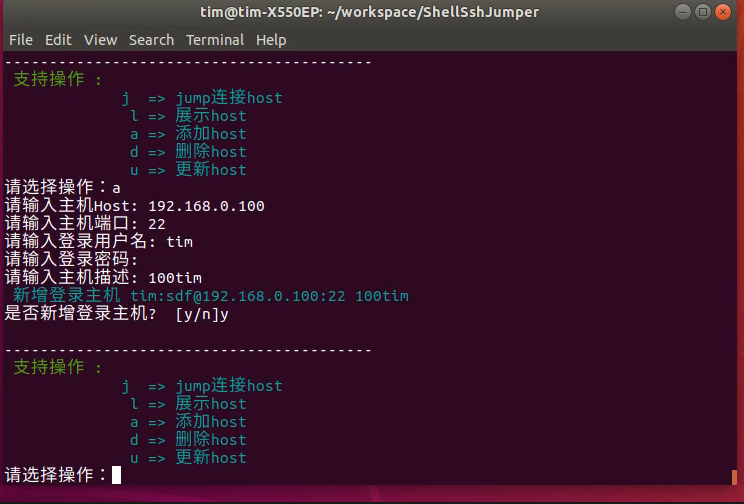 tim@tim-X550EP: ~/workspace/ShellSshJumper
File Edit View Search Terminal Help
-----------------------------------------
支持操作 :
j => jump连接host
l => 展示host
a => 添加host
d => 删除host
u => 更新host
请选择操作：a
请输入主机Host: 192.168.0.100
请输入主机端口: 22
请输入登录用户名: tim
请输入登录密码:
请输入主机描述: 100tim
新增登录主机 tim:sdf@192.168.0.100:22 100tim
是否新增登录主机? [y/n]y
-----------------------------------------
支持操作 :
j => jump连接host
l => 展示host
a => 添加host
d => 删除host
u => 更新host
请选择操作：